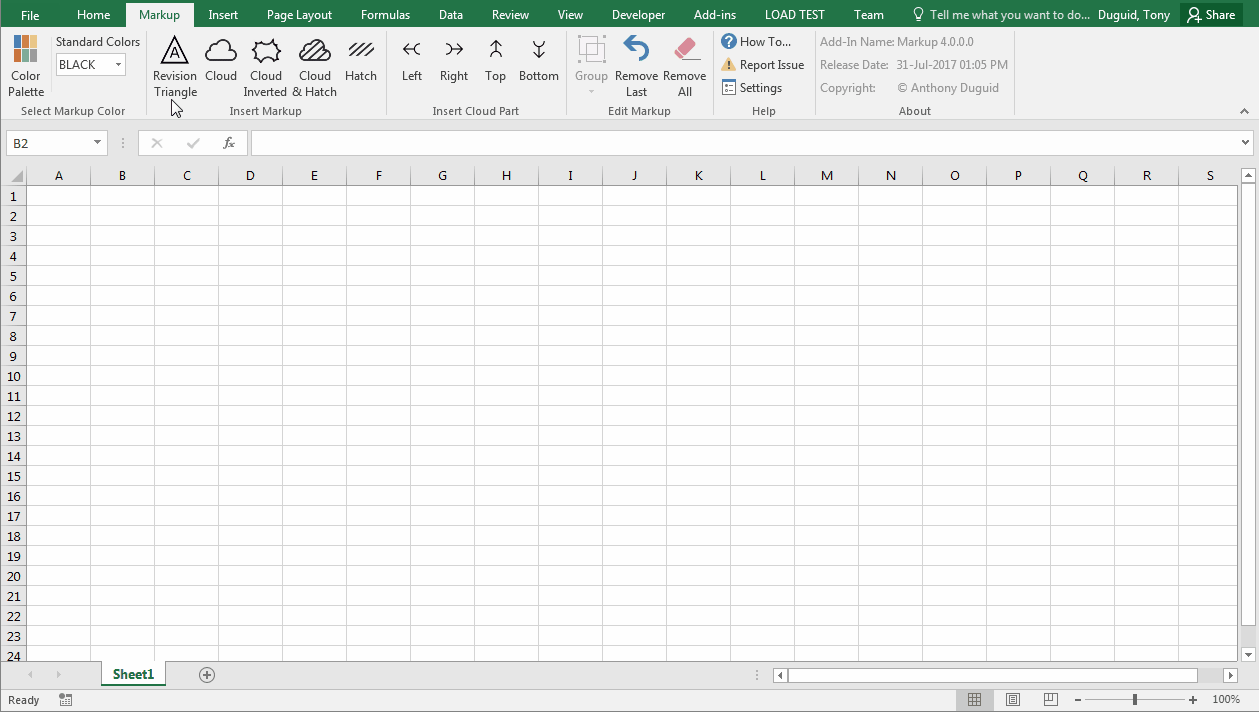 File Home Markup Insert Page Layout Formulas Data Review View Developer Add-ins LOAD TEST Team Tell me what you want to do... Duguid, Tony Share
Color Palette
Standard Colors
BLACK
Select Markup Color
A
Revision Triangle
Cloud
Cloud Inverted
Cloud & Hatch
Hatch
Insert Markup
Left
Right
Top
Bottom
Insert Cloud Part
Group
Remove Last
Remove All
Edit Markup
? How To...
Report Issue
Settings
Help
Add-In Name: Markup 4.0.0.0
Release Date: 31-Jul-2017 01:05 PM
Copyright: © Anthony Duguid
About
B2 fx
A B C D E F G H I J K L M N O P Q R S
1
2
3
4
5
6
7
8
9
10
11
12
13
14
15
16
17
18
19
20
21
22
23
24
Sheet1
Ready 100%